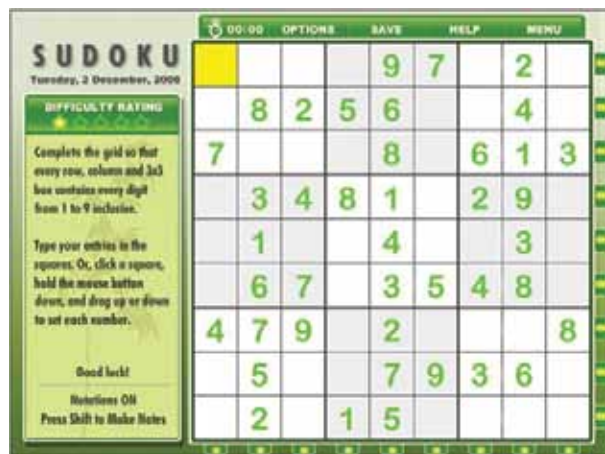 00:00 OPTIONS SAVE HELP MENU
SUDOKU
Tuesday, 2 December, 2008
DIFFICULTY RATING
Complete the grid so that
every row, column and 3x3
box contains every digit
from 1 to 9 inclusive.
Type your entries in the
squares. Or, click a square,
hold the mouse button
down, and drag up or down
to set each number.
Good luck!
Notations ON
Press Shift to Make Notes
9 7 2
8 2 5 6 4
7 8 6 1 3
3 4 8 1 2 9
1 4 3
6 7 3 5 4 8
4 7 9 2 8
5 7 9 3 6
2 1 5